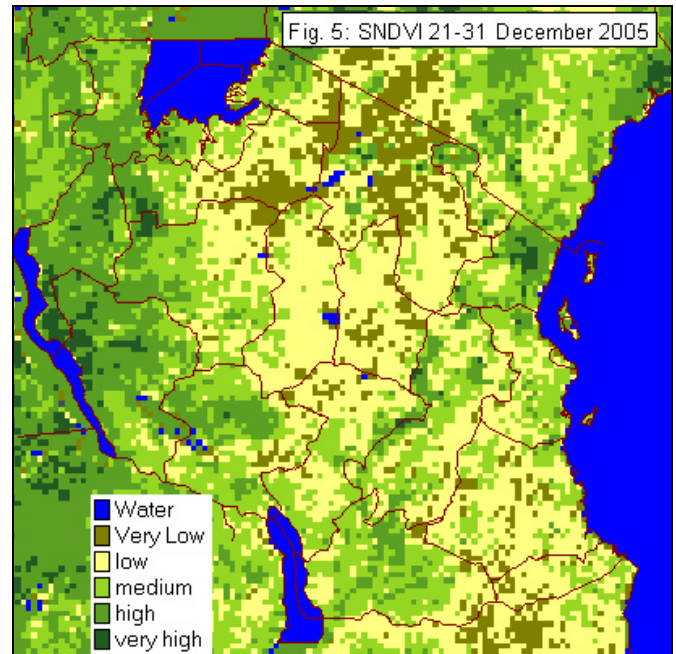 Fig. 5: SNDVI 21-31 December 2005
Water
Very Low
low
medium
high
very high